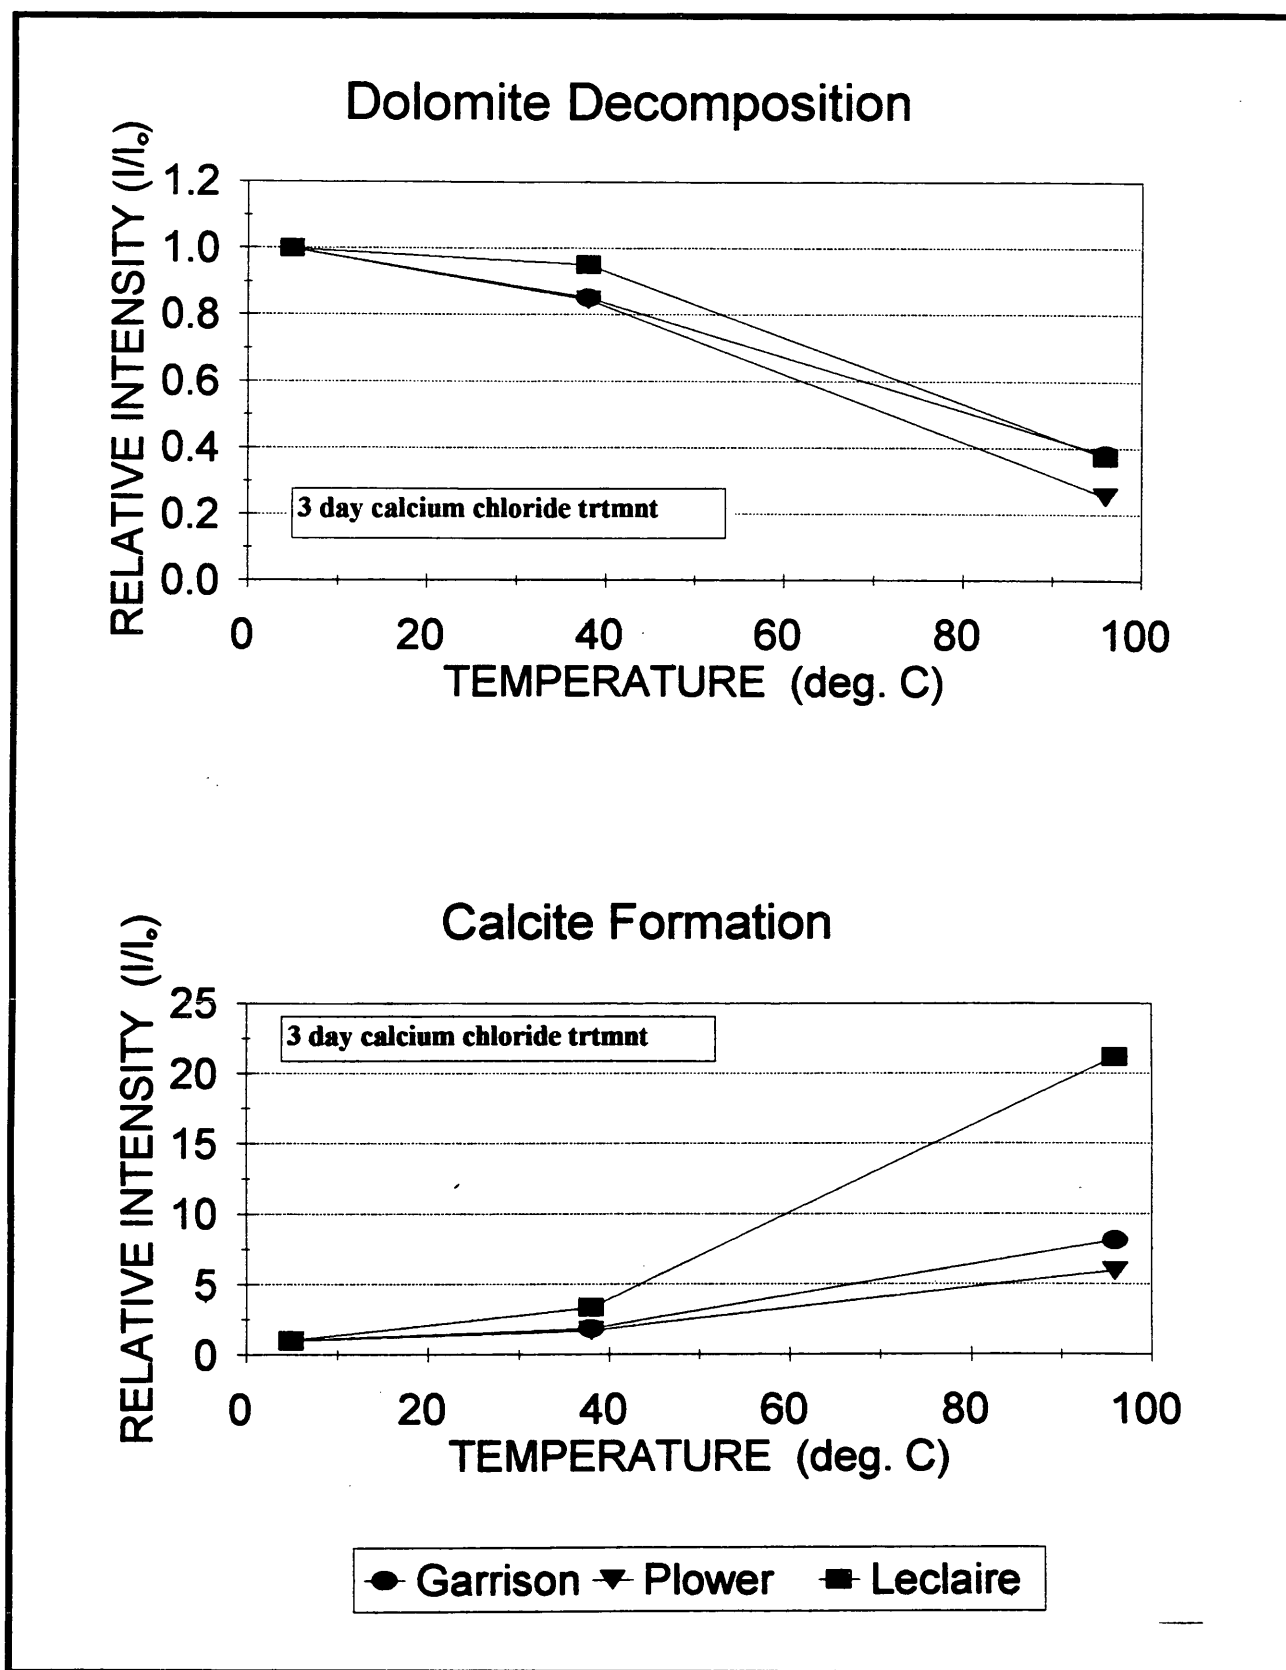 Dolomite Decomposition
RELATIVE INTENSITY (I/I₀)
1.2
1.0
0.8
0.6
0.4
0.2
0.0
3 day calcium chloride trtmnt
0 20 40 60 80 100
TEMPERATURE (deg. C)
Calcite Formation
RELATIVE INTENSITY (I/I₀)
25
20
15
10
5
0
3 day calcium chloride trtmnt
0 20 40 60 80 100
TEMPERATURE (deg. C)
Garrison Plower Leclaire